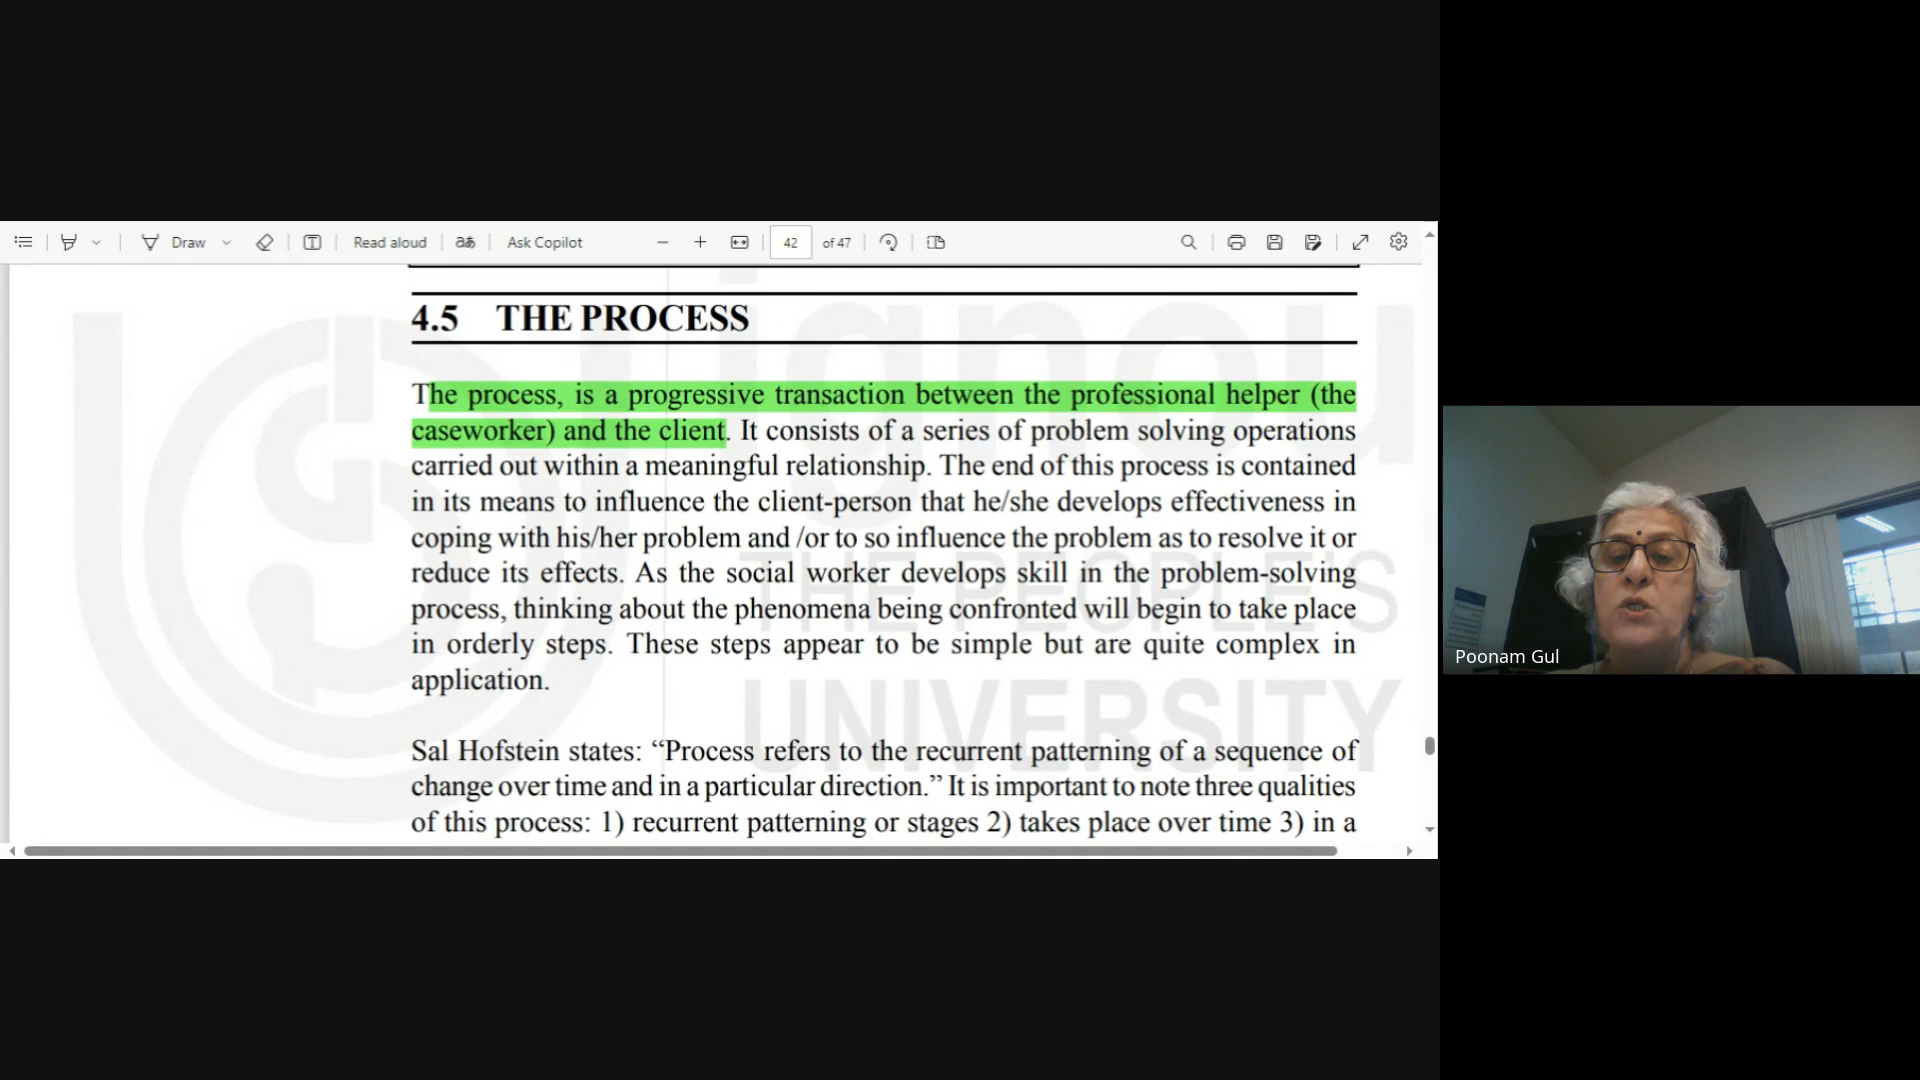 Draw
Read aloud
aあ
Ask Copilot
42
of 47
4.5 THE PROCESS
The process, is a progressive transaction between the professional helper (the
caseworker) and the client. It consists of a series of problem solving operations
carried out within a meaningful relationship. The end of this process is contained
in its means to influence the client-person that he/she develops effectiveness in
coping with his/her problem and /or to so influence the problem as to resolve it or
reduce its effects. As the social worker develops skill in the problem-solving
process, thinking about the phenomena being confronted will begin to take place
in orderly steps. These steps appear to be simple but are quite complex in
application.
Sal Hofstein states: “Process refers to the recurrent patterning of a sequence of
change over time and in a particular direction.” It is important to note three qualities
of this process: 1) recurrent patterning or stages 2) takes place over time 3) in a
ignou
THE PEOPLE'S
UNIVERSITY
Poonam Gul